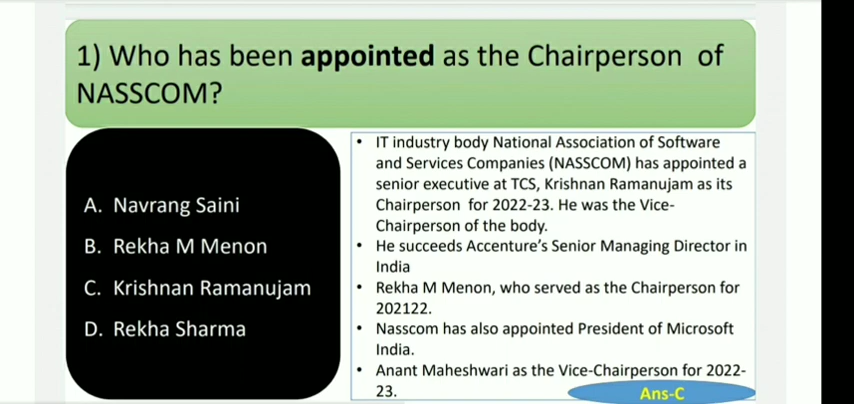 1) Who has been appointed as the Chairperson of
NASSCOM?
A. Navrang Saini
B. Rekha M Menon
C. Krishnan Ramanujam
D. Rekha Sharma
• IT industry body National Association of Software
and Services Companies (NASSCOM) has appointed a
senior executive at TCS, Krishnan Ramanujam as its
Chairperson for 2022-23. He was the Vice-
Chairperson of the body.
• He succeeds Accenture’s Senior Managing Director in
India
• Rekha M Menon, who served as the Chairperson for
202122.
• Nasscom has also appointed President of Microsoft
India.
• Anant Maheshwari as the Vice-Chairperson for 2022-
23.
Ans-C